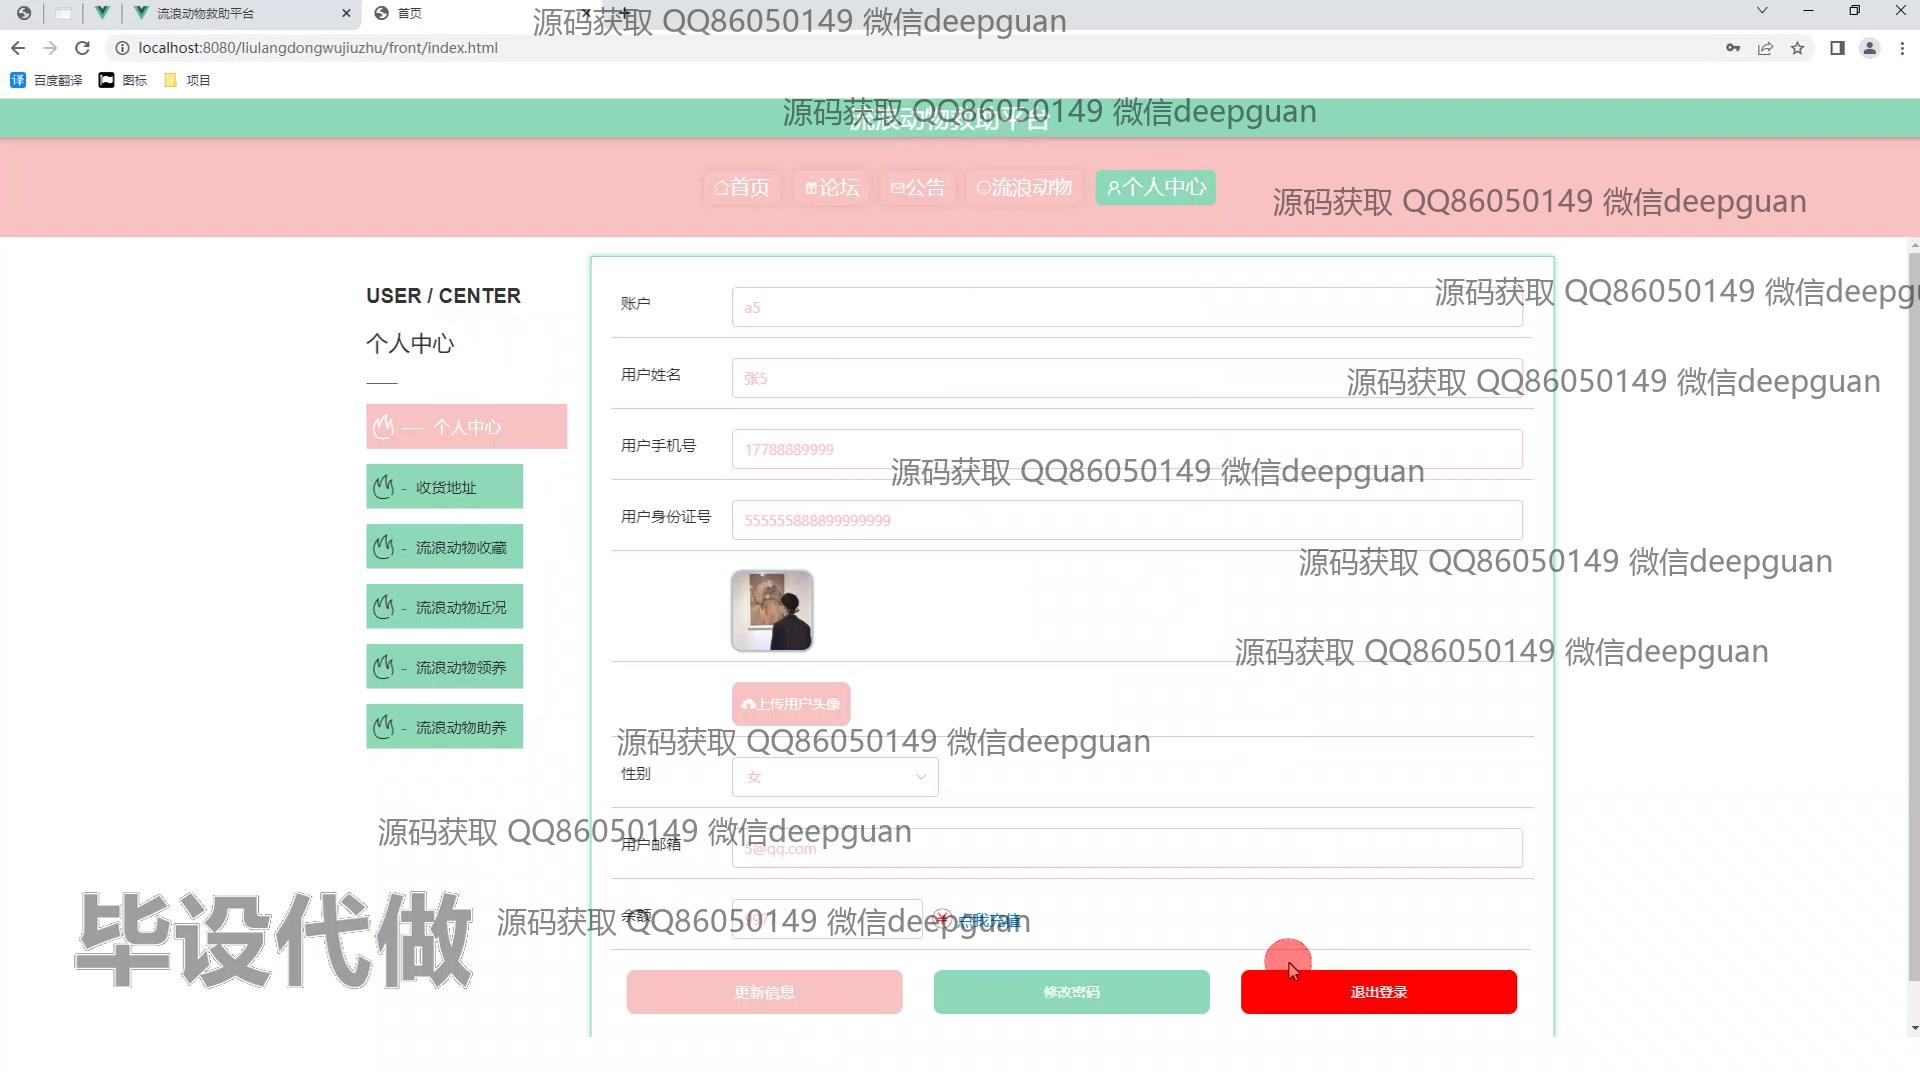 流浪动物救助平台
首页
源码获取 QQ86050149 微信deepguan
localhost:8080/liulangdongwujiuzhu/front/index.html
百度翻译
图标
项目
流浪动物救助平台
源码获取 QQ86050149 微信deepguan
首页
论坛
公告
流浪动物
个人中心
源码获取 QQ86050149 微信deepguan
USER / CENTER
个人中心
个人中心
收货地址
流浪动物收藏
流浪动物近况
流浪动物领养
流浪动物助养
账户
a5
源码获取 QQ86050149 微信deepgu
用户姓名
张5
源码获取 QQ86050149 微信deepguan
用户手机号
17788889999
源码获取 QQ86050149 微信deepguan
用户身份证号
555555888899999999
源码获取 QQ86050149 微信deepguan
源码获取 QQ86050149 微信deepguan
上传用户头像
源码获取 QQ86050149 微信deepguan
性别
女
源码获取 QQ86050149 微信deepguan
用户邮箱
5@qq.com
余额
源码获取 QQ86050149 微信deepguan
点我充值
毕设代做
更新信息
修改密码
退出登录